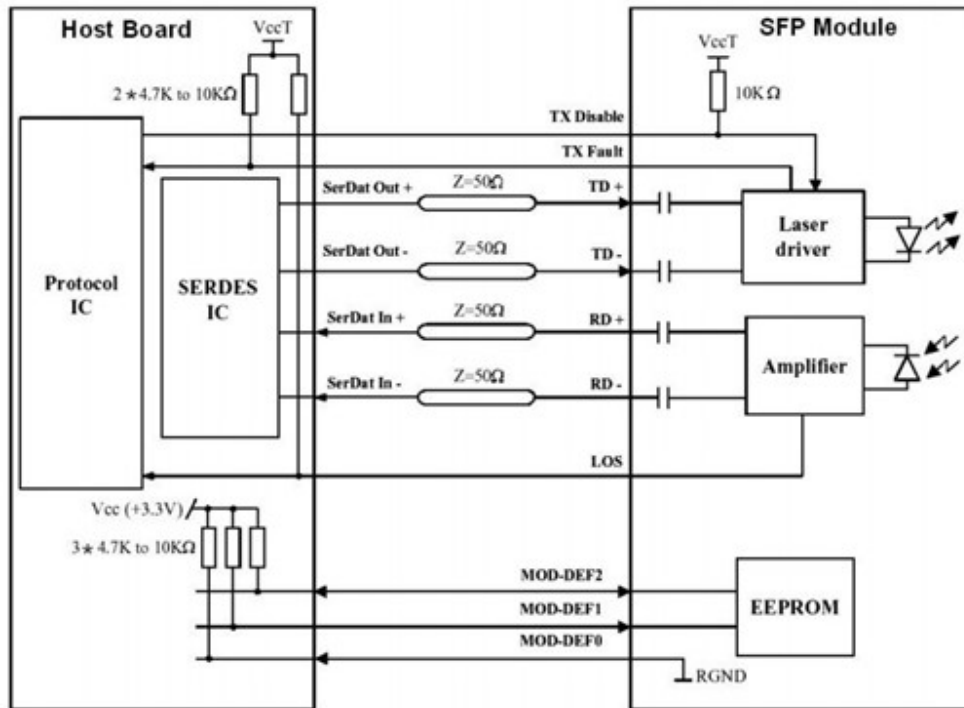 Host Board
SFP Module
VccT
VccT
2*4.7K to 10KΩ
10KΩ
TX Disable
TX Fault
SerDat Out +
Z=50Ω
TD +
Laser driver
SerDat Out -
Z=50Ω
TD -
Protocol IC
SERDES IC
SerDat In +
Z=50Ω
RD +
Amplifier
SerDat In -
Z=50Ω
RD -
LOS
Vcc (+3.3V)
3*4.7K to 10KΩ
MOD-DEF2
EEPROM
MOD-DEF1
MOD-DEF0
RGND